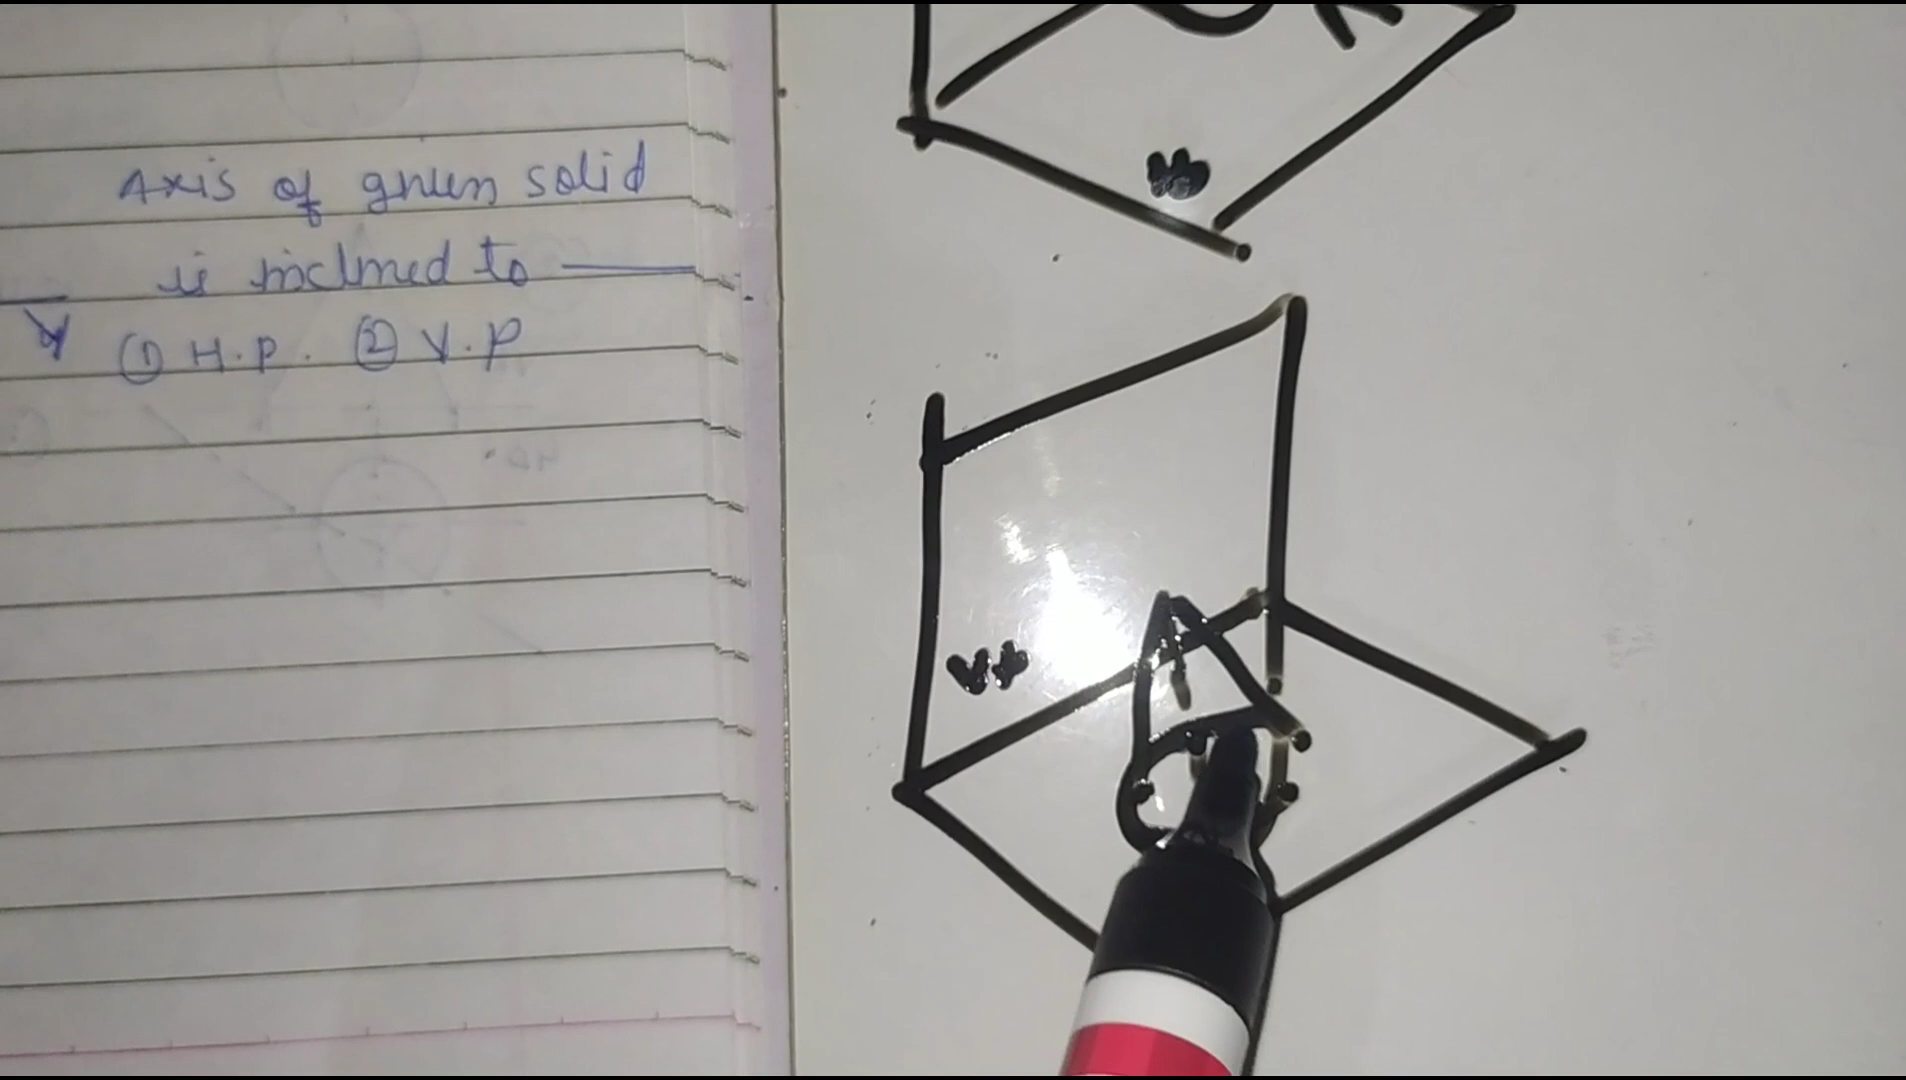 Axis of given solid
is inclined to ———
① H.P. ② V.P